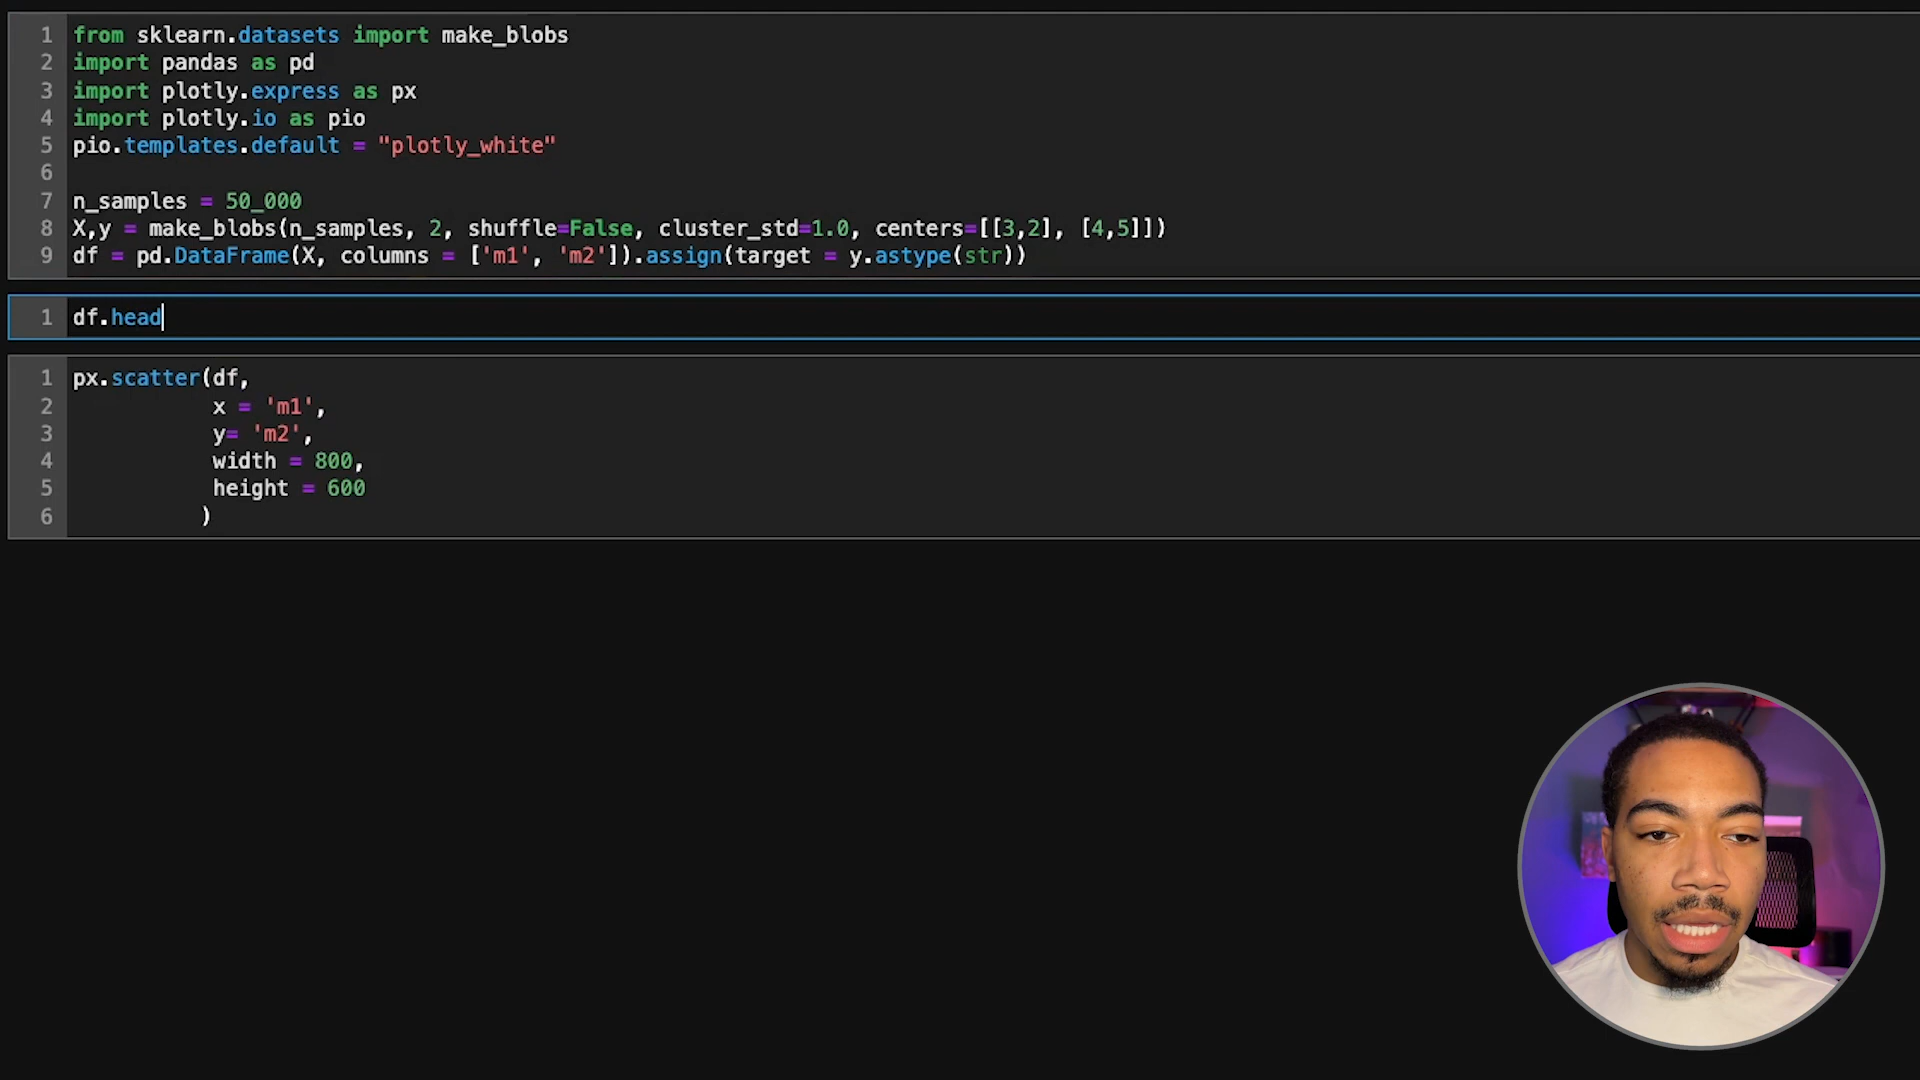 1 from sklearn.datasets import make_blobs
2 import pandas as pd
3 import plotly.express as px
4 import plotly.io as pio
5 pio.templates.default = "plotly_white"
6
7 n_samples = 50_000
8 X,y = make_blobs(n_samples, 2, shuffle=False, cluster_std=1.0, centers=[[3,2], [4,5]])
9 df = pd.DataFrame(X, columns = ['m1', 'm2']).assign(target = y.astype(str))
1 df.head
1 px.scatter(df,
2 x = 'm1',
3 y= 'm2',
4 width = 800,
5 height = 600
6 )